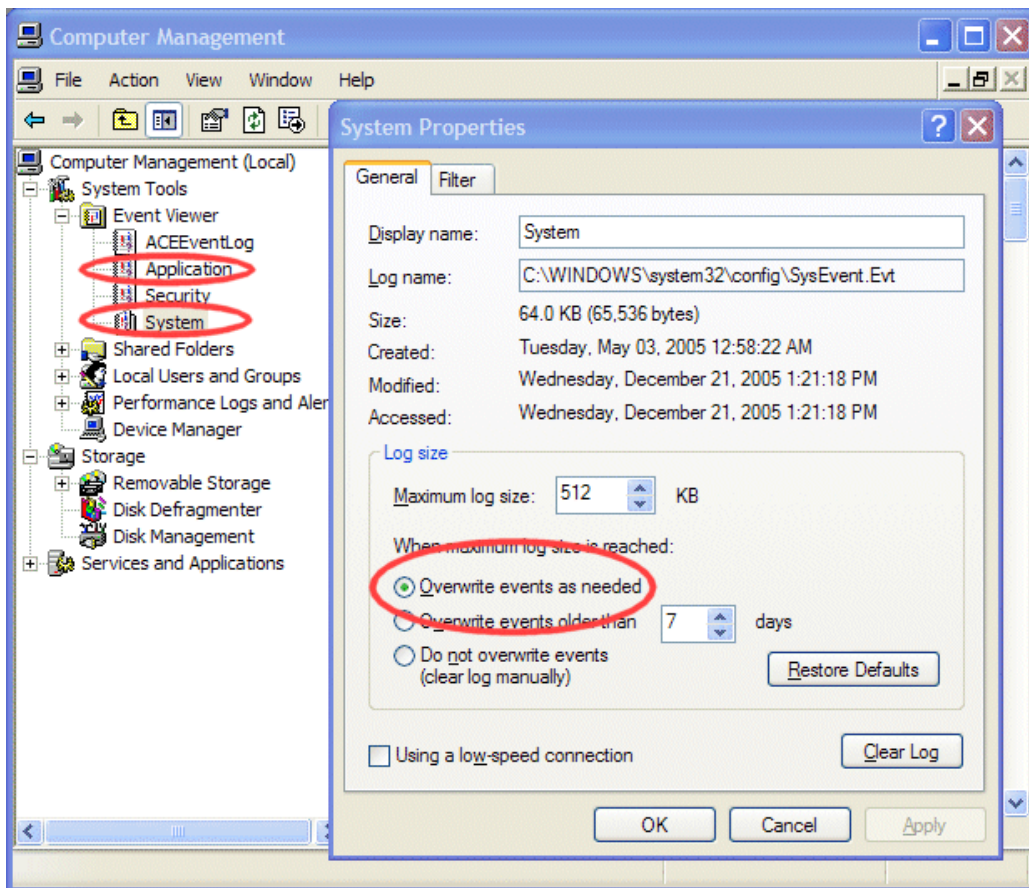 Computer Management
File Action View Window Help
Computer Management (Local)
System Tools
Event Viewer
ACEEventLog
Application
Security
System
Shared Folders
Local Users and Groups
Performance Logs and Aler
Device Manager
Storage
Removable Storage
Disk Defragmenter
Disk Management
Services and Applications
System Properties
General Filter
Display name: System
Log name: C:\WINDOWS\system32\config\SysEvent.Evt
Size: 64.0 KB (65,536 bytes)
Created: Tuesday, May 03, 2005 12:58:22 AM
Modified: Wednesday, December 21, 2005 1:21:18 PM
Accessed: Wednesday, December 21, 2005 1:21:18 PM
Log size
Maximum log size: 512 KB
When maximum log size is reached:
Overwrite events as needed
Overwrite events older than 7 days
Do not overwrite events
(clear log manually)
Restore Defaults
Using a low-speed connection
Clear Log
OK Cancel Apply